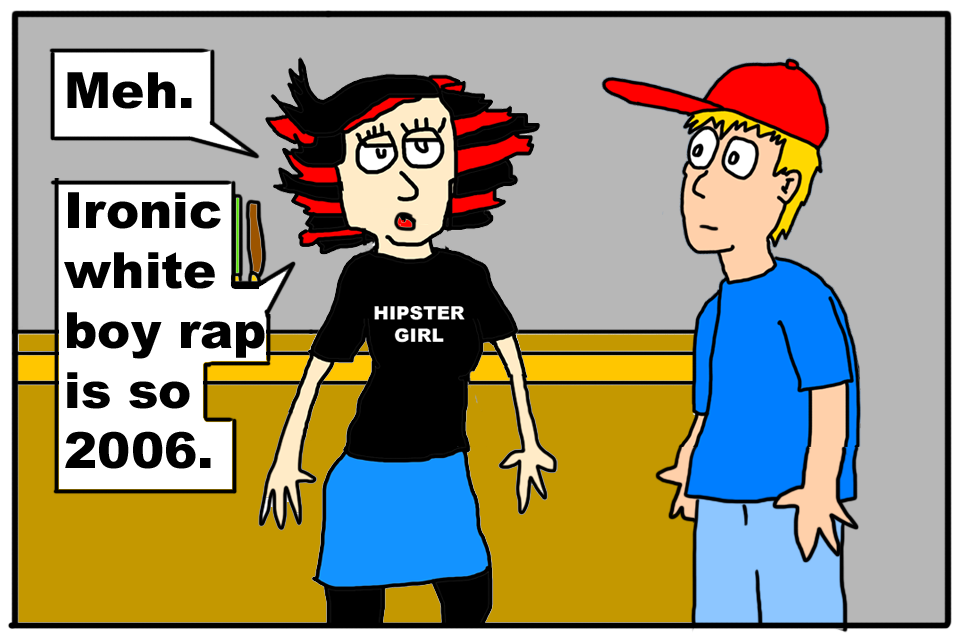 Meh.
Ironic
white
boy rap
is so
2006.
HIPSTER
GIRL